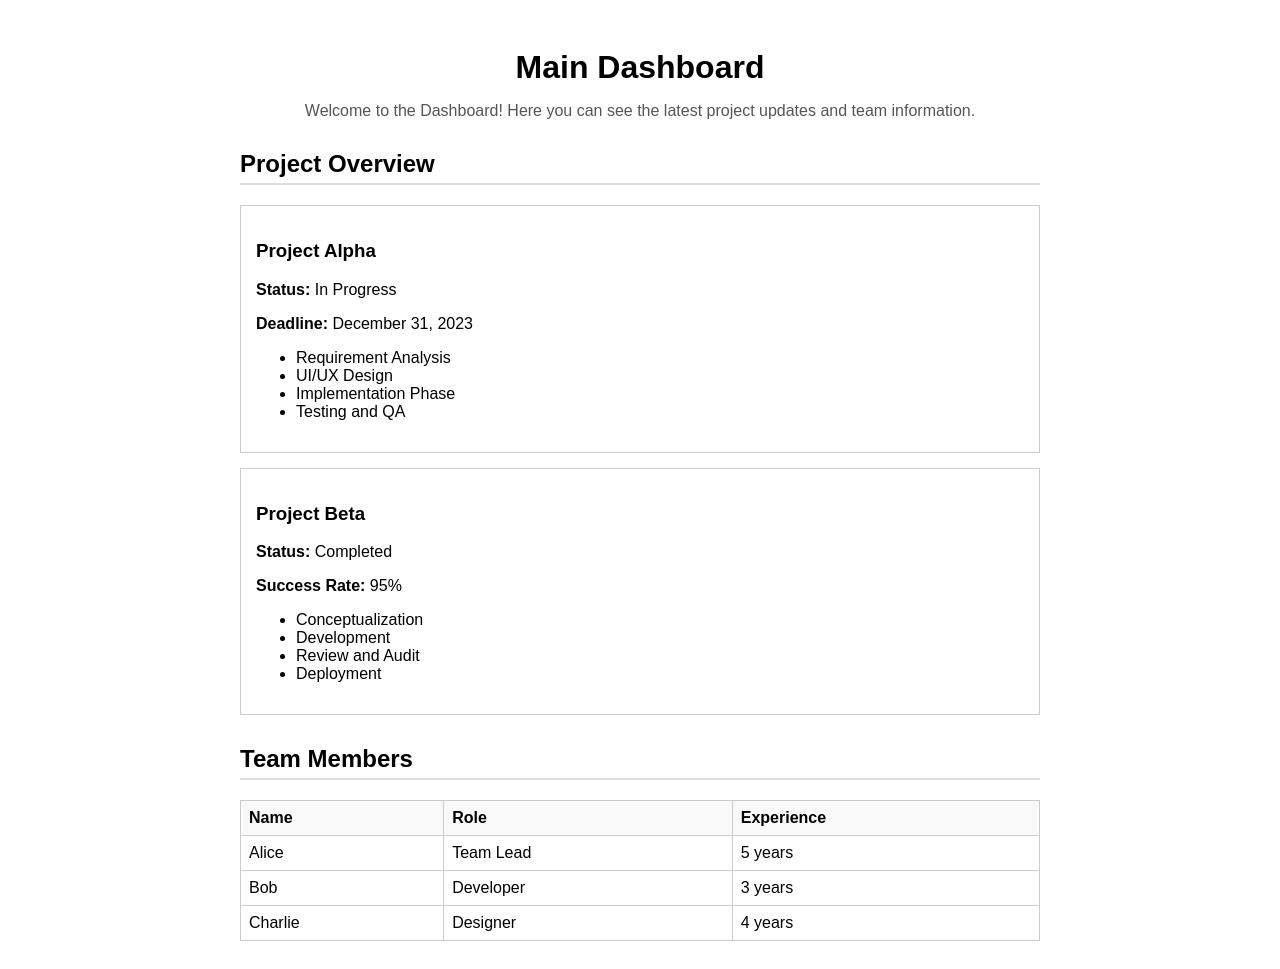 Main Dashboard
Welcome to the Dashboard! Here you can see the latest project updates and team information.
Project Overview
Project Alpha
Status: In Progress
Deadline: December 31, 2023
Requirement Analysis
UI/UX Design
Implementation Phase
Testing and QA
Project Beta
Status: Completed
Success Rate: 95%
Conceptualization
Development
Review and Audit
Deployment
Team Members
Name Role Experience
Alice Team Lead 5 years
Bob Developer 3 years
Charlie Designer 4 years